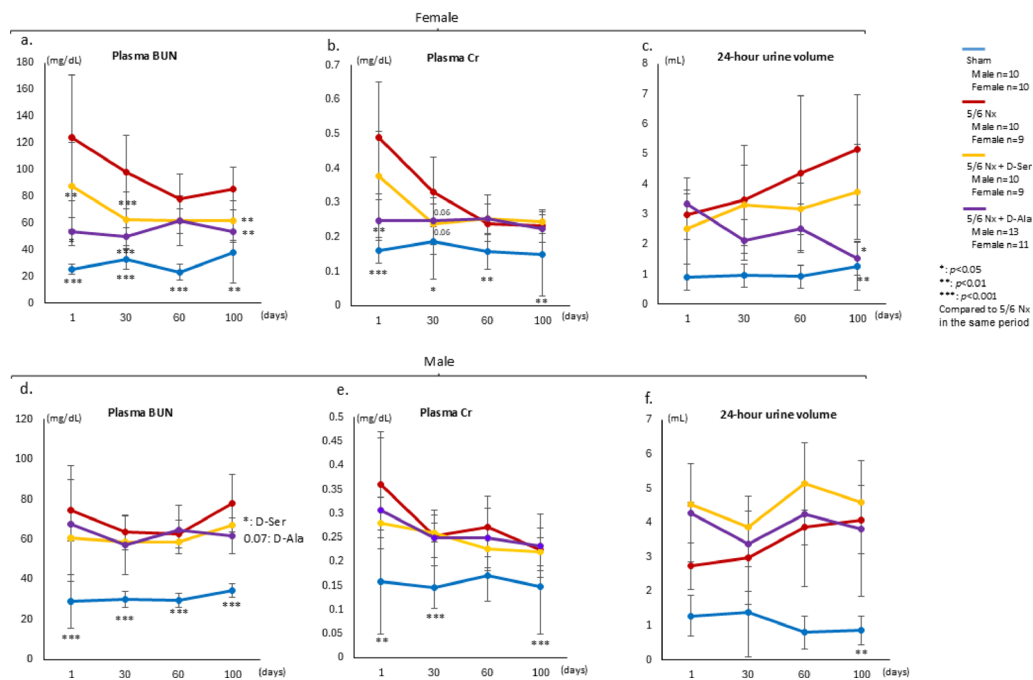 Female
a.
Plasma BUN
(mg/dL)
180
160
140
120
100
80
60
40
20
0
**
*
***
***
***
***
***
**
**
**
1
30
60
100
(days)
b.
Plasma Cr
(mg/dL)
0.7
0.6
0.5
0.4
0.3
0.2
0.1
0
**
***
0.06
0.06
*
**
**
1
30
60
100
(days)
c.
24-hour urine volume
(mL)
8
7
6
5
4
3
2
1
0
*
**
1
30
60
100
(days)
Sham
Male n=10
Female n=10
5/6 Nx
Male n=10
Female n=9
5/6 Nx + D-Ser
Male n=10
Female n=9
5/6 Nx + D-Ala
Male n=13
Female n=11
*: p<0.05
**: p<0.01
***: p<0.001
Compared to 5/6 Nx
in the same period
Male
d.
Plasma BUN
(mg/dL)
120
100
80
60
40
20
0
*: D-Ser
0.07: D-Ala
***
***
***
***
1
30
60
100
(days)
e.
Plasma Cr
(mg/dL)
0.5
0.45
0.4
0.35
0.3
0.25
0.2
0.15
0.1
0.05
0
**
***
***
1
30
60
100
(days)
f.
24-hour urine volume
(mL)
7
6
5
4
3
2
1
0
**
1
30
60
100
(days)